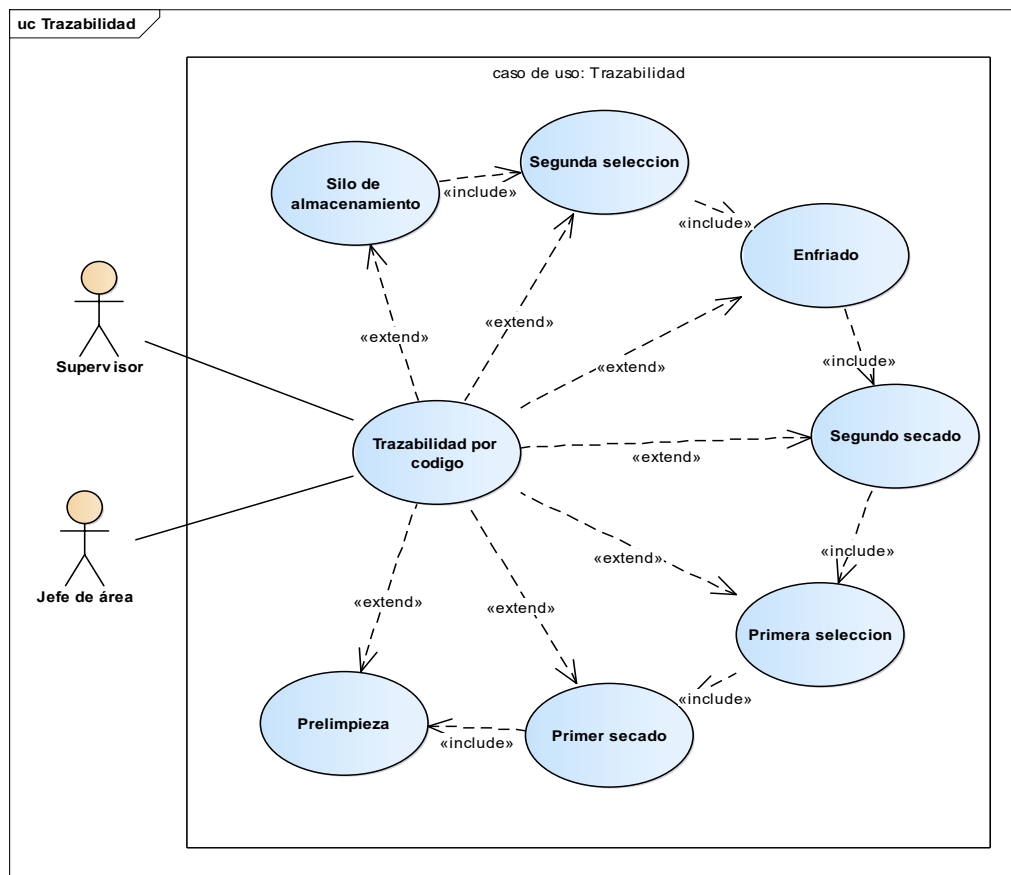 uc Trazabilidad
caso de uso: Trazabilidad
Segunda seleccion
Silo de
almacenamiento
«include»
«include»
Enfriado
«extend»
«extend»
«extend»
«include»
Supervisor
Trazabilidad por
codigo
Segundo secado
«extend»
Jefe de área
«extend»
«include»
«extend»
«extend»
Primera seleccion
«include»
Prelimpieza
«include»
Primer secado